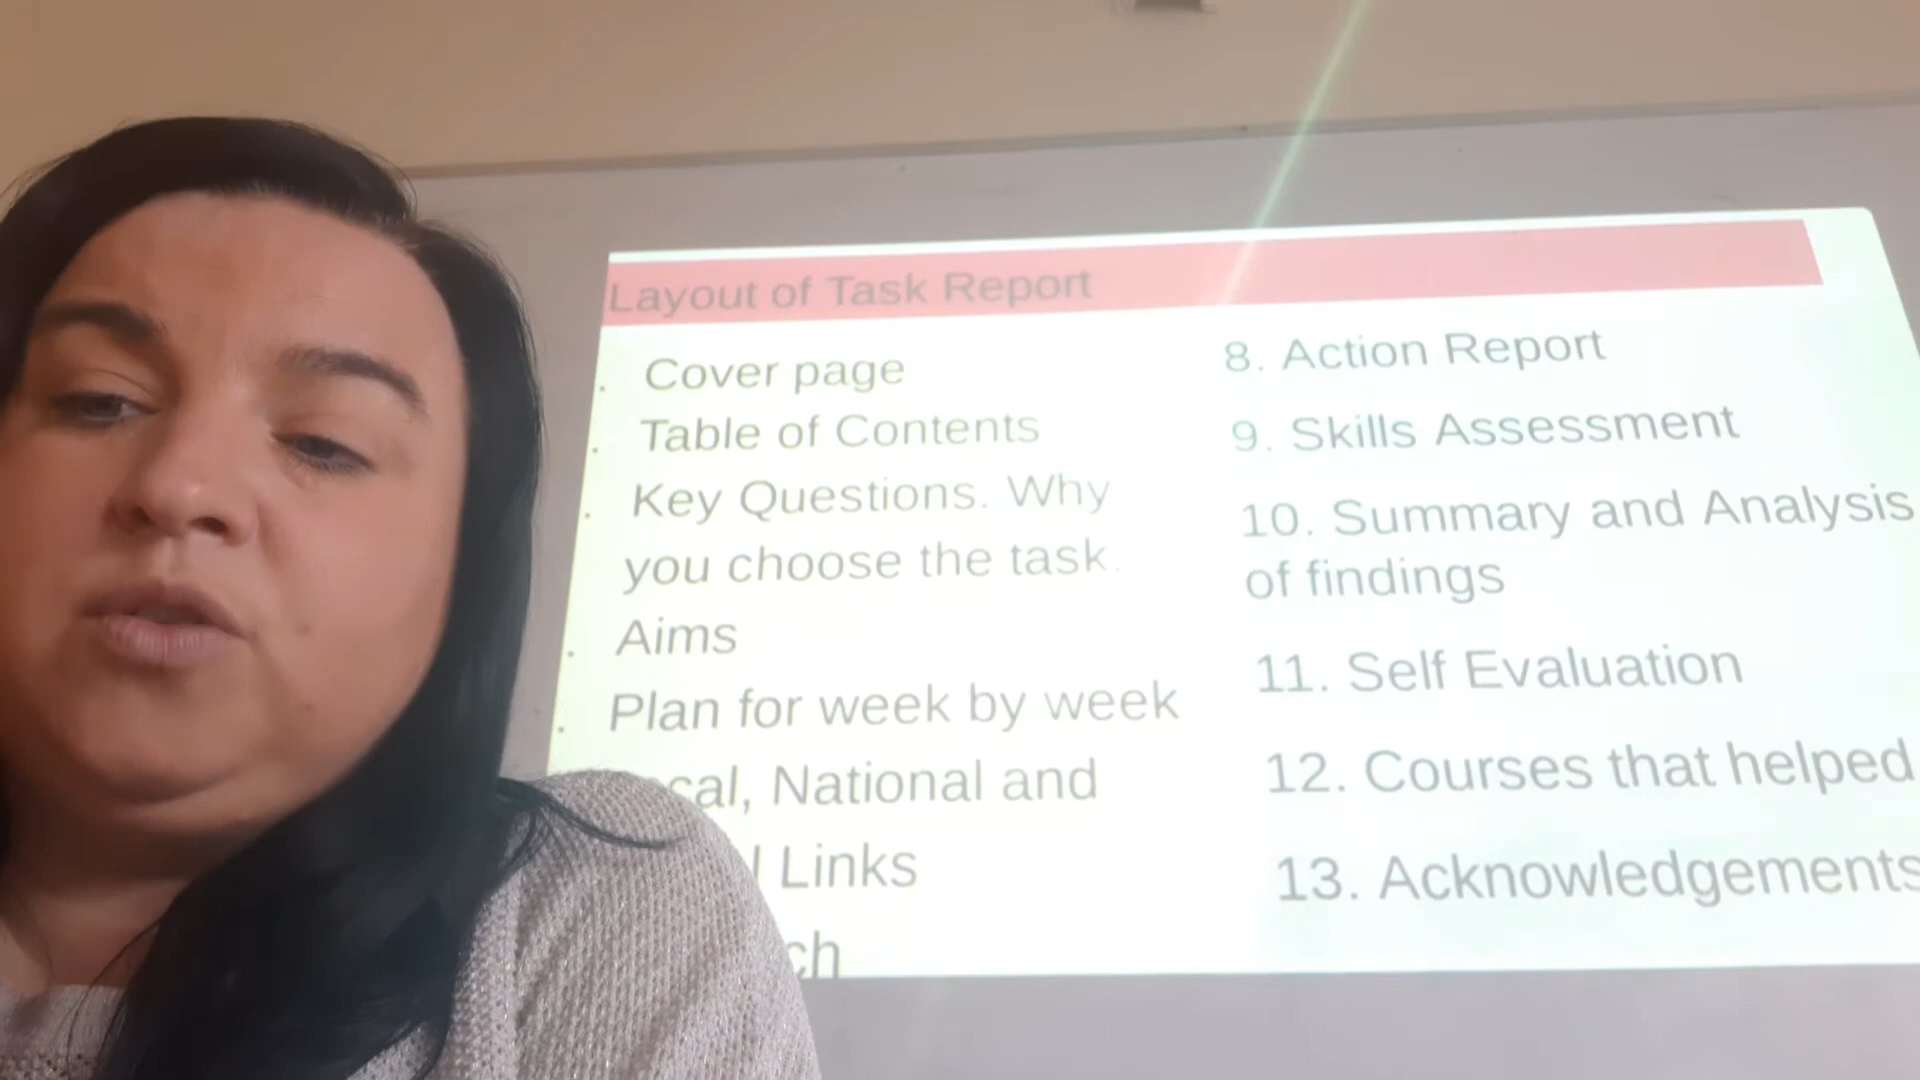 Layout of Task Report
. Cover page
. Table of Contents
. Key Questions. Why
you choose the task.
. Aims
. Plan for week by week
cal, National and
Links
ch
8. Action Report
9. Skills Assessment
10. Summary and Analysis
of findings
11. Self Evaluation
12. Courses that helped
13. Acknowledgements